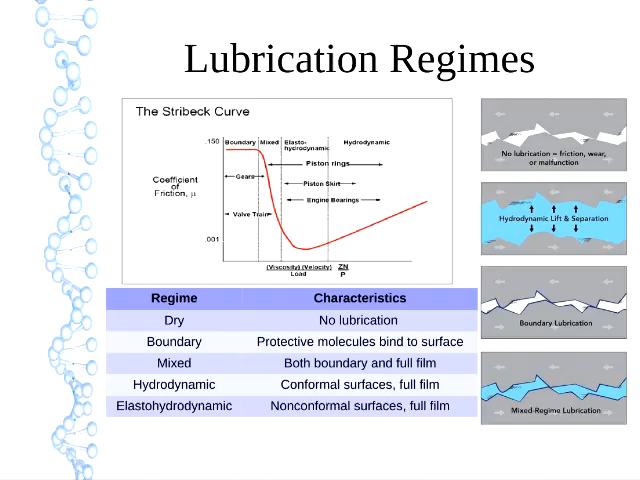 Lubrication Regimes
The Stribeck Curve
.150
Boundary Mixed Elasto-hydrodynamic Hydrodynamic
Piston rings
Gears
Coefficient
of
Friction, μ
Piston Skirt
Engine Bearings
Valve Train
.001
(Viscosity) (Velocity) ZN
Load P
Regime Characteristics
Dry No lubrication
Boundary Protective molecules bind to surface
Mixed Both boundary and full film
Hydrodynamic Conformal surfaces, full film
Elastohydrodynamic Nonconformal surfaces, full film
No lubrication = friction, wear,
or malfunction
Hydrodynamic Lift & Separation
Boundary Lubrication
Mixed-Regime Lubrication